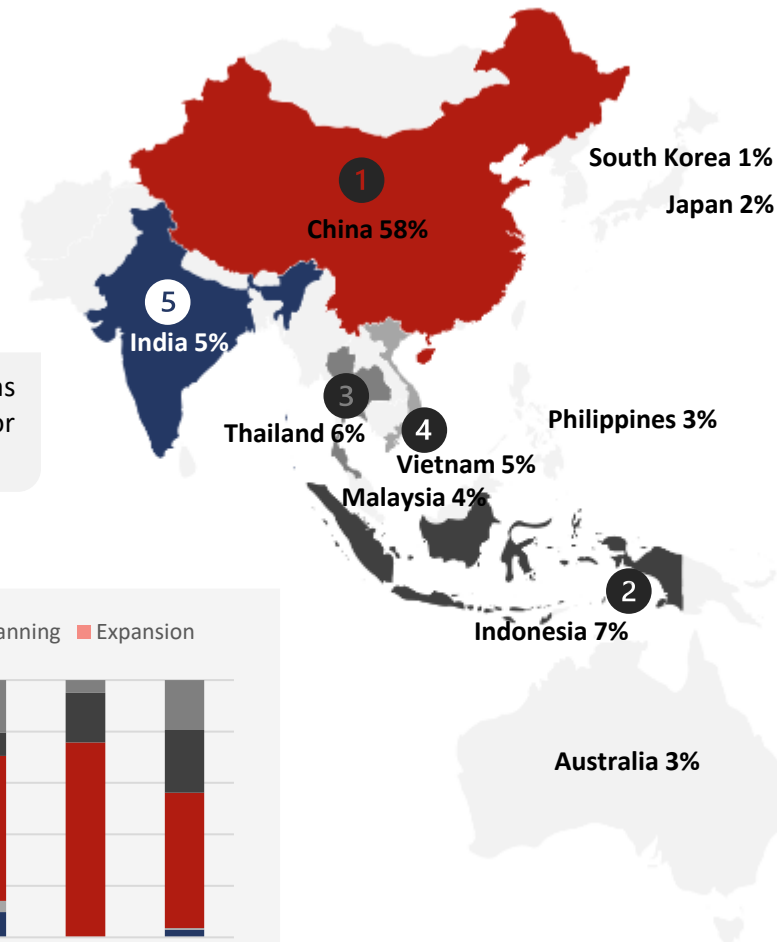 South Korea 1%
Japan 2%
1
China 58%
5
India 5%
3
Thailand 6%
4
Vietnam 5%
Philippines 3%
Malaysia 4%
2
Indonesia 7%
Australia 3%
Expansion